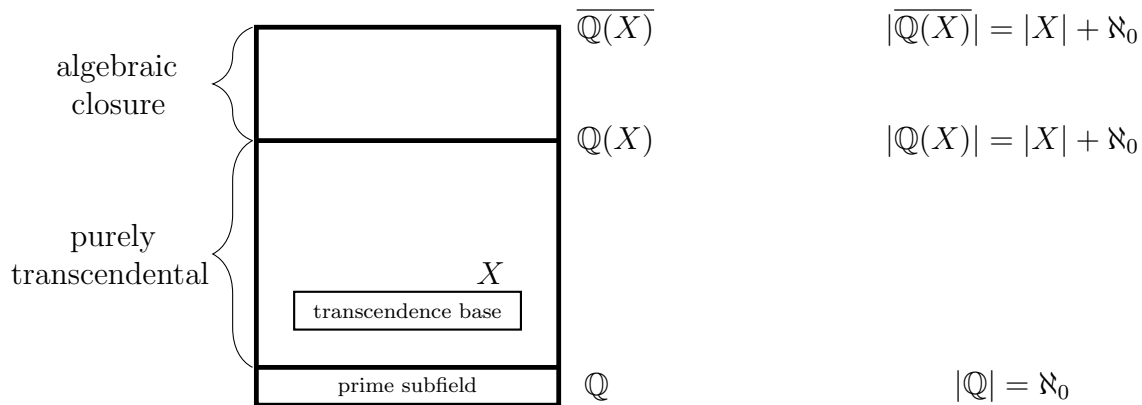 $\overline{\mathbb{Q}(X)}$ $|\overline{\mathbb{Q}(X)}| = |X| + \aleph_0$
algebraic
closure
$\mathbb{Q}(X)$ $|\mathbb{Q}(X)| = |X| + \aleph_0$
purely
transcendental
$X$
transcendence base
prime subfield $\mathbb{Q}$ $|\mathbb{Q}| = \aleph_0$